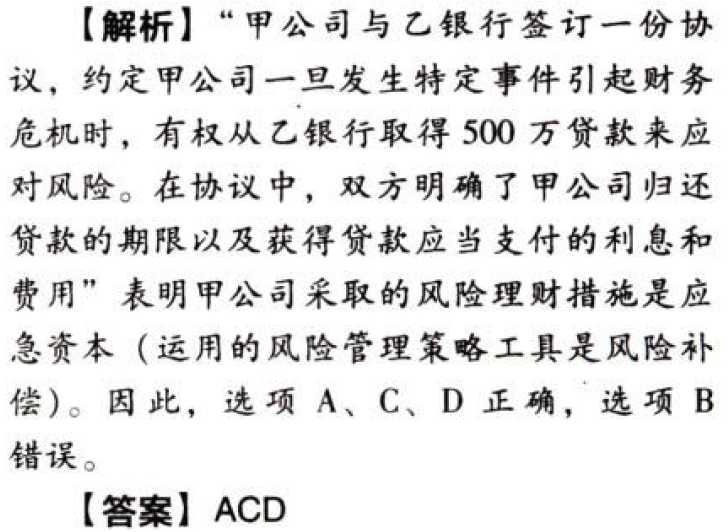 【解析】“甲公司与乙银行签订一份协
议，约定甲公司一旦发生特定事件引起财务
危机时，有权从乙银行取得 500 万贷款来应
对风险。在协议中，双方明确了甲公司归还
贷款的期限以及获得贷款应当支付的利息和
费用”表明甲公司采取的风险理财措施是应
急资本（运用的风险管理策略工具是风险补
偿）。因此，选项 A、C、D 正确，选项 B
错误。
【答案】ACD